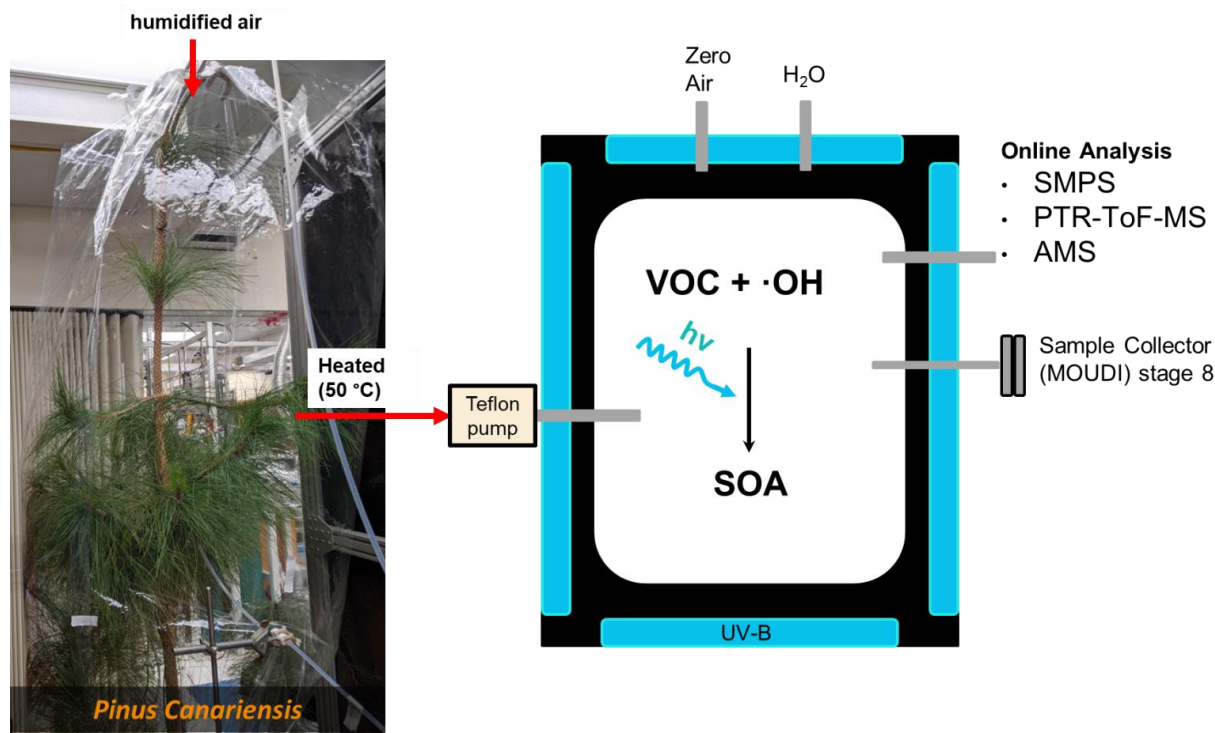 humidified air
Heated
(50 °C)
Pinus Canariensis
Teflon
pump
Zero
Air
H₂O
VOC + ·OH
hv
SOA
UV-B
Online Analysis
· SMPS
· PTR-ToF-MS
· AMS
Sample Collector
(MOUDI) stage 8